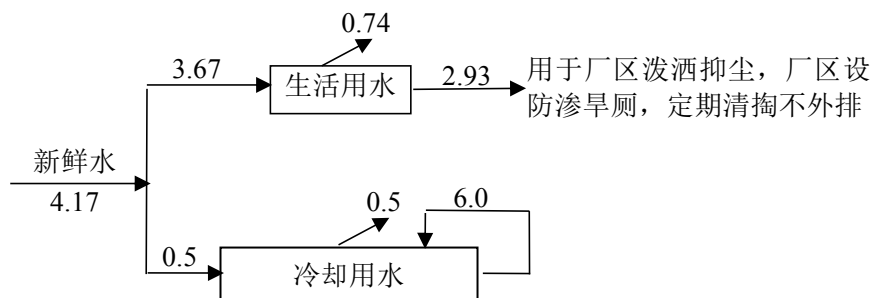 0.74
3.67
生活用水
2.93
用于厂区泼洒抑尘，厂区设
防渗旱厕，定期清掏不外排
新鲜水
4.17
0.5
6.0
0.5
冷却用水